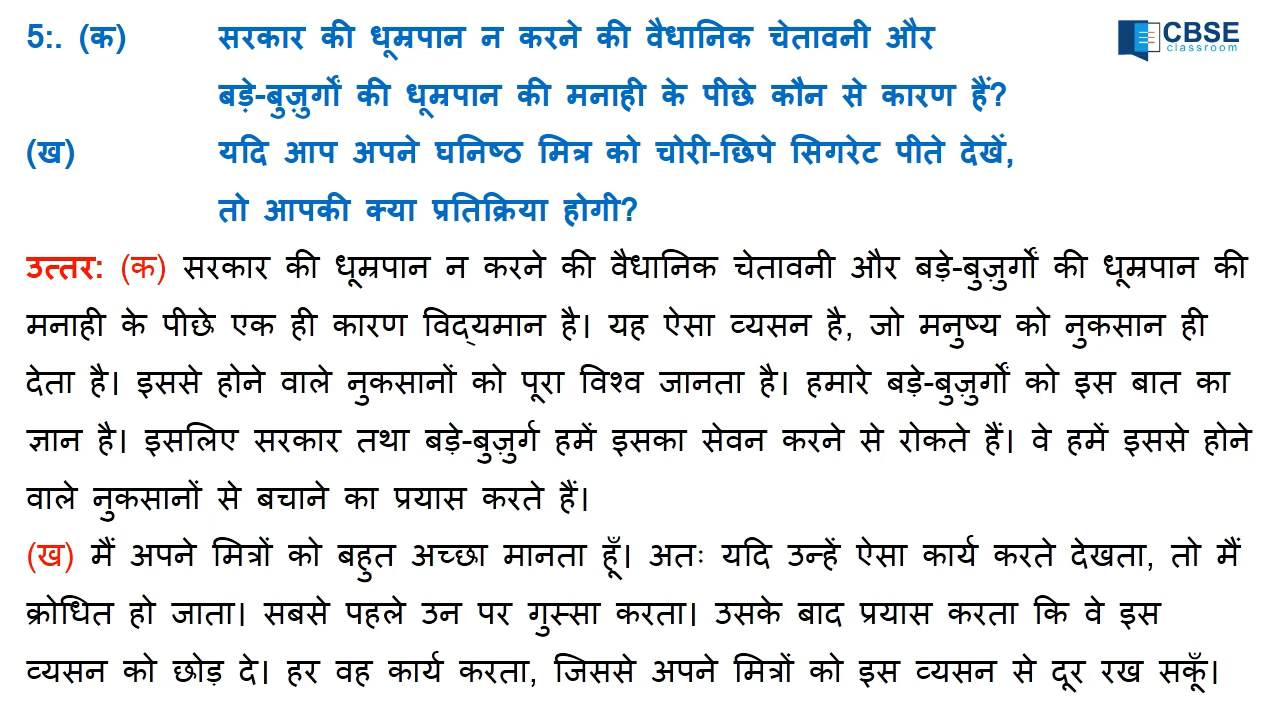 5:. (क) सरकार की धूम्रपान न करने की वैधानिक चेतावनी और
CBSE
classroom
बड़े-बुज़ुर्गों की धूम्रपान की मनाही के पीछे कौन से कारण हैं?
(ख) यदि आप अपने घनिष्ठ मित्र को चोरी-छिपे सिगरेट पीते देखें,
तो आपकी क्या प्रतिक्रिया होगी?
उत्तर: (क) सरकार की धूम्रपान न करने की वैधानिक चेतावनी और बड़े-बुज़ुर्गों की धूम्रपान की
मनाही के पीछे एक ही कारण विद्यमान है। यह ऐसा व्यसन है, जो मनुष्य को नुकसान ही
देता है। इससे होने वाले नुकसानों को पूरा विश्व जानता है। हमारे बड़े-बुज़ुर्गों को इस बात का
ज्ञान है। इसलिए सरकार तथा बड़े-बुज़ुर्ग हमें इसका सेवन करने से रोकते हैं। वे हमें इससे होने
वाले नुकसानों से बचाने का प्रयास करते हैं।
(ख) मैं अपने मित्रों को बहुत अच्छा मानता हूँ। अतः यदि उन्हें ऐसा कार्य करते देखता, तो मैं
क्रोधित हो जाता। सबसे पहले उन पर गुस्सा करता। उसके बाद प्रयास करता कि वे इस
व्यसन को छोड़ दे। हर वह कार्य करता, जिससे अपने मित्रों को इस व्यसन से दूर रख सकूँ।